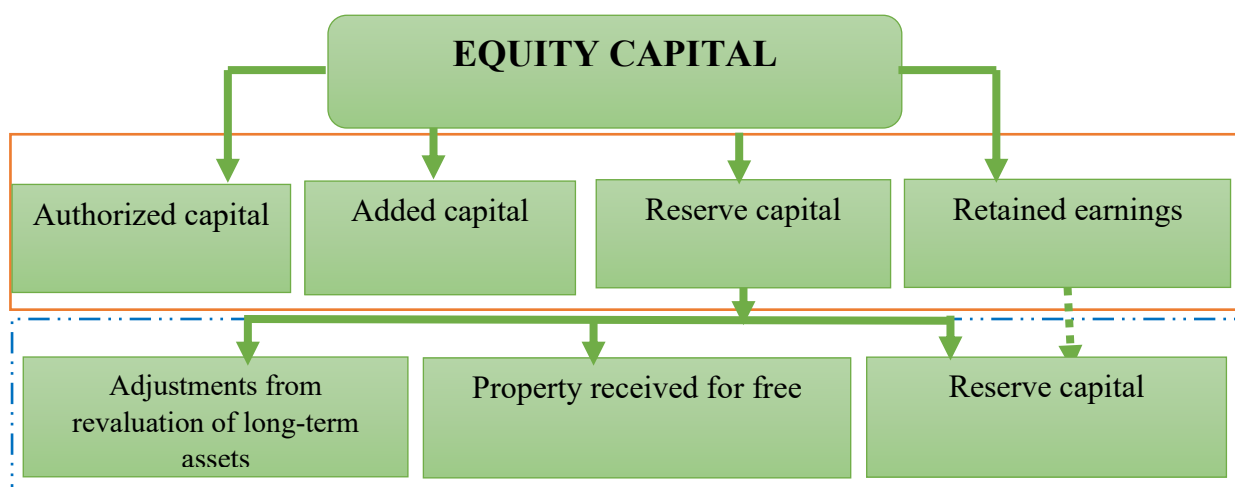 EQUITY CAPITAL
Authorized capital
Added capital
Reserve capital
Retained earnings
Adjustments from
revaluation of long-term
assets
Property received for free
Reserve capital